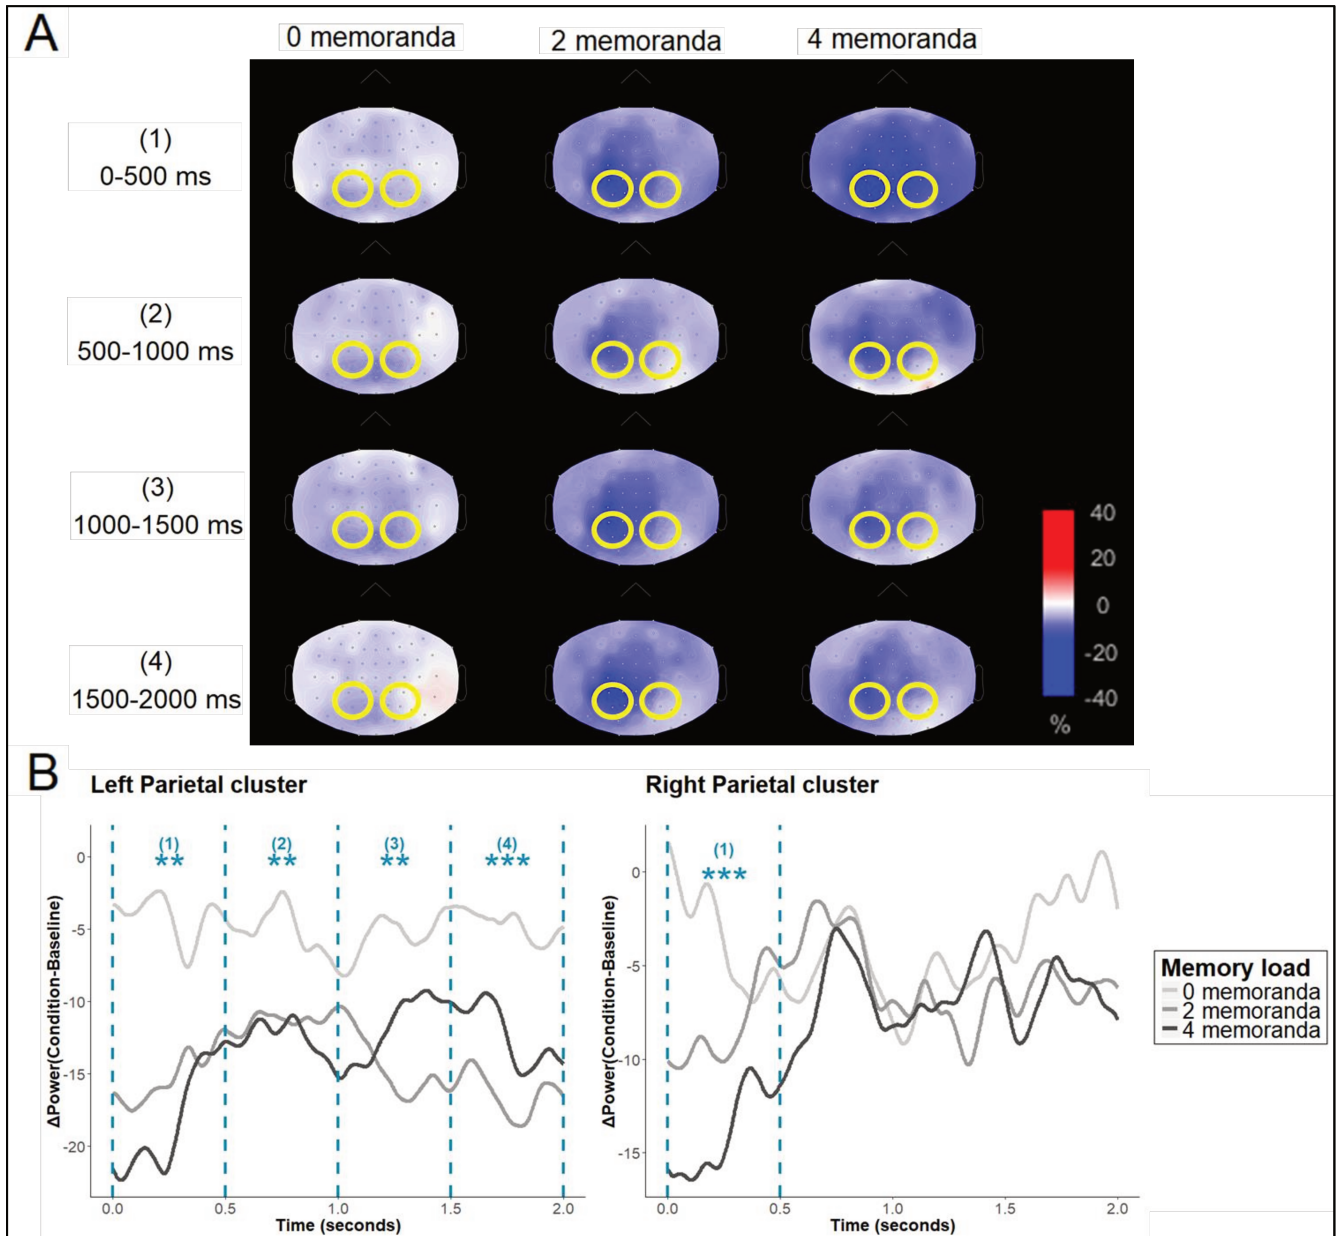 A
0 memoranda
2 memoranda
4 memoranda
(1)
0-500 ms
(2)
500-1000 ms
(3)
1000-1500 ms
(4)
1500-2000 ms
40
20
0
-20
-40
%
B
Left Parietal cluster
ΔPower(Condition-Baseline)
0
-5
-10
-15
-20
(1)
**
(2)
**
(3)
**
(4)
***
0.0
0.5
1.0
1.5
2.0
Time (seconds)
Right Parietal cluster
ΔPower(Condition-Baseline)
0
-5
-10
-15
(1)
***
0.0
0.5
1.0
1.5
2.0
Time (seconds)
Memory load
0 memoranda
2 memoranda
4 memoranda